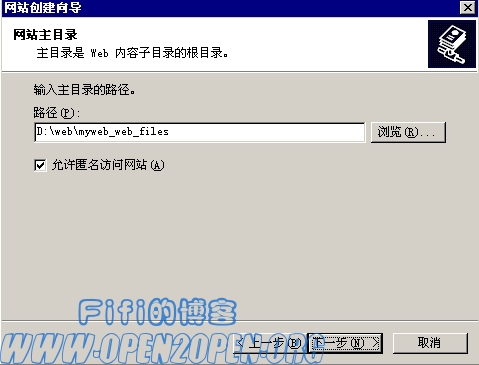 网站创建向导
网站主目录
主目录是 Web 内容子目录的根目录。
输入主目录的路径。
路径(P):
D:\web\myweb_web_files
浏览(R)...
允许匿名访问网站(A)
Fifi的博客
< 上一步(B) 下一步(N) > 取消
WWW.OPEN2OPEN.ORG